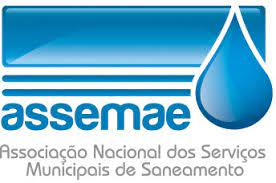 assemae
Associação Nacional dos Serviços
Municipais de Saneamento